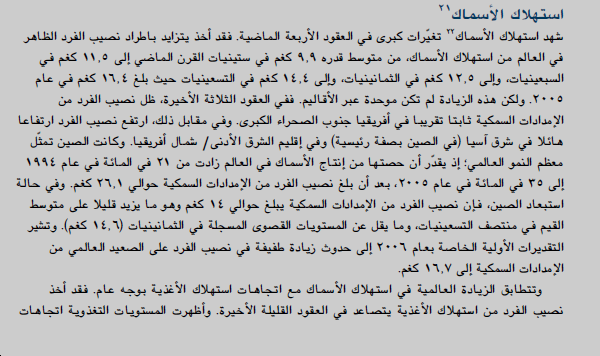 استهلاك الأسماك٢١
شهد استهلاك الأسماك٢٢ تغيّرات كبرى في العقود الأربعة الماضية. فقد أخذ يتزايد باطراد نصيب الفرد الظاهر
في العالم من استهلاك الأسماك، من متوسط قدره ٩,٩ كغم في ستينيات القرن الماضي إلى ١١,٥ كغم في
السبعينيات، وإلى ١٢,٥ كغم في الثمانينيات، وإلى ١٤,٤ كغم في التسعينيات حيث بلغ ١٦,٤ كغم في عام
٢٠٠٥. ولكن هذه الزيادة لم تكن موحدة عبر الأقاليم. ففي العقود الثلاثة الأخيرة، ظل نصيب الفرد من
الإمدادات السمكية ثابتا تقريبا في أفريقيا جنوب الصحراء الكبرى. وفي مقابل ذلك، ارتفع نصيب الفرد ارتفاعا
هائلا في شرق آسيا (في الصين بصفة رئيسية) وفي إقليم الشرق الأدنى/ شمال أفريقيا. وكانت الصين تمثّل
معظم النمو العالمي؛ إذ يقدّر أن حصتها من إنتاج الأسماك في العالم زادت من ٢١ في المائة في عام ١٩٩٤
إلى ٣٥ في المائة في عام ٢٠٠٥، بعد أن بلغ نصيب الفرد من الإمدادات السمكية حوالي ٢٦,١ كغم. وفي حالة
استبعاد الصين، فإن نصيب الفرد من الإمدادات السمكية يبلغ حوالي ١٤ كغم وهو ما يزيد قليلا على متوسط
القيم في منتصف التسعينيات، وما يقل عن المستويات القصوى المسجلة في الثمانينيات (١٤,٦ كغم). وتشير
التقديرات الأولية الخاصة بعام ٢٠٠٦ إلى حدوث زيادة طفيفة في نصيب الفرد على الصعيد العالمي من
الإمدادات السمكية إلى ١٦,٧ كغم.
وتتطابق الزيادة العالمية في استهلاك الأسماك مع اتجاهات استهلاك الأغذية بوجه عام. فقد أخذ
نصيب الفرد من استهلاك الأغذية يتصاعد في العقود القليلة الأخيرة. وأظهرت المستويات التغذوية اتجاهات